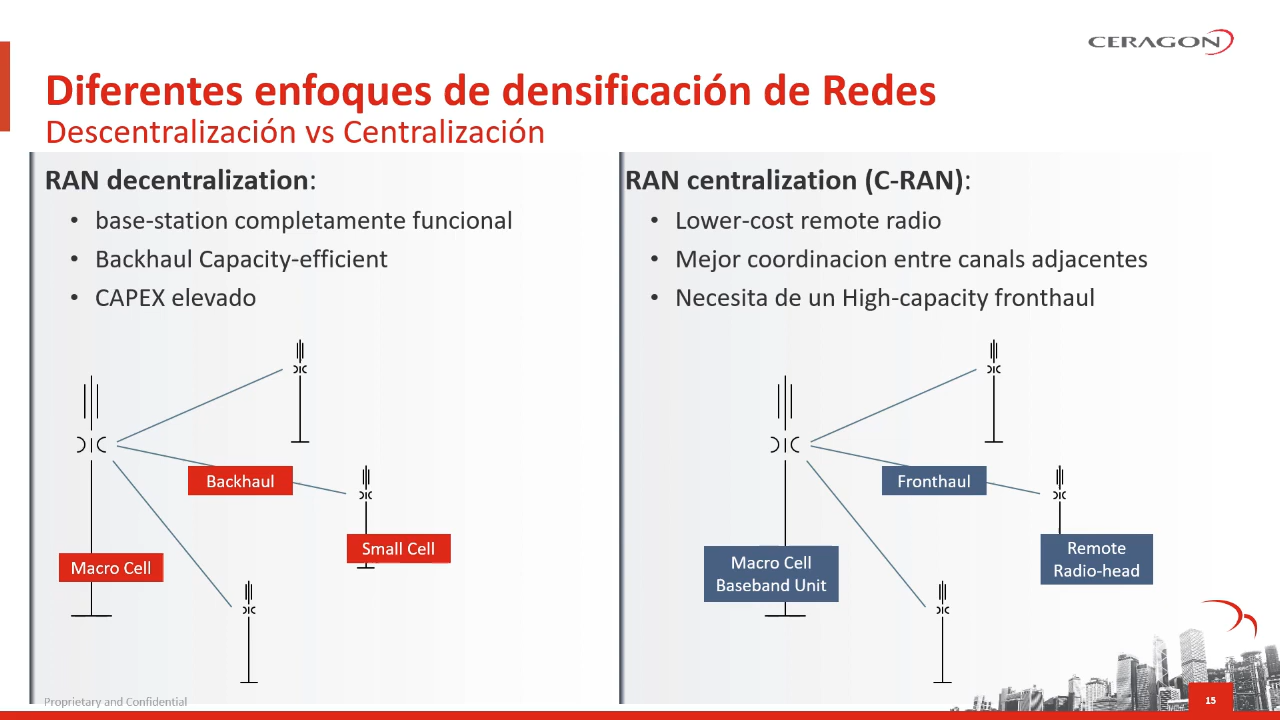 CERAGON
Diferentes enfoques de densificación de Redes
Descentralización vs Centralización
RAN decentralization:
• base-station completamente funcional
• Backhaul Capacity-efficient
• CAPEX elevado
Backhaul
Small Cell
Macro Cell
RAN centralization (C-RAN):
• Lower-cost remote radio
• Mejor coordinacion entre canals adjacentes
• Necesita de un High-capacity fronthaul
Fronthaul
Remote
Radio-head
Macro Cell
Baseband Unit
Proprietary and Confidential
15